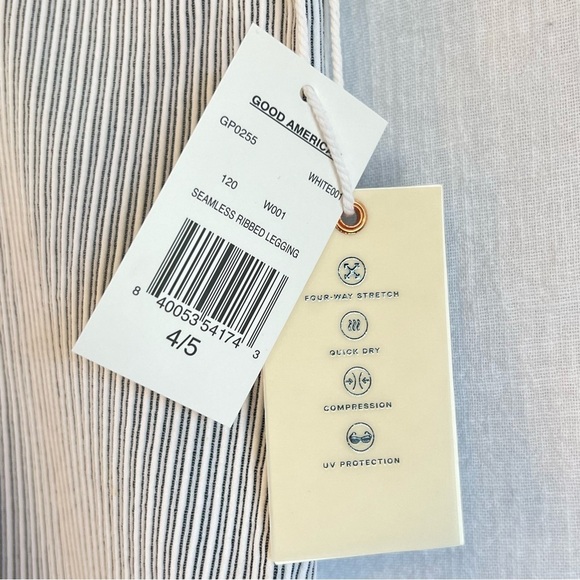 GOOD AMERICA
GP0255
WHITE001
120 W001
SEAMLESS RIBBED LEGGING
8 40053 54174 3
4/5
FOUR-WAY STRETCH
QUICK DRY
COMPRESSION
UV PROTECTION